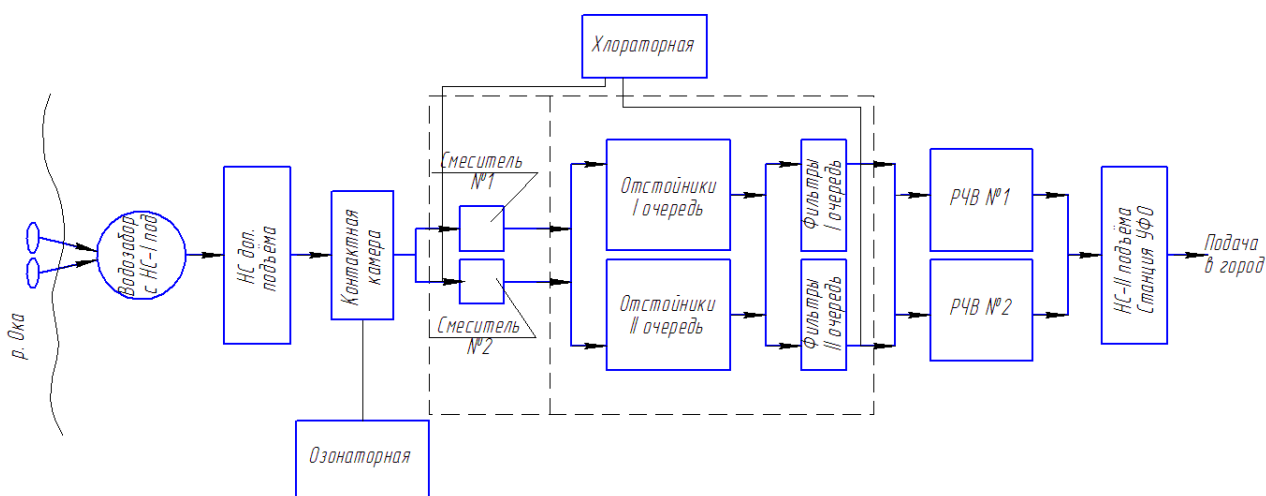 Хлораторная
Смеситель
№1
Смеситель
№2
р. Ока
Водозабор
с НС-I под
НС доп.
подъёма
Контактная
камера
Озонаторная
Отстойники
I очередь
Отстойники
II очередь
Фильтры
I очередь
Фильтры
II очередь
РЧВ №1
РЧВ №2
НС-II подъёма
Станция УФО
Подача
в город